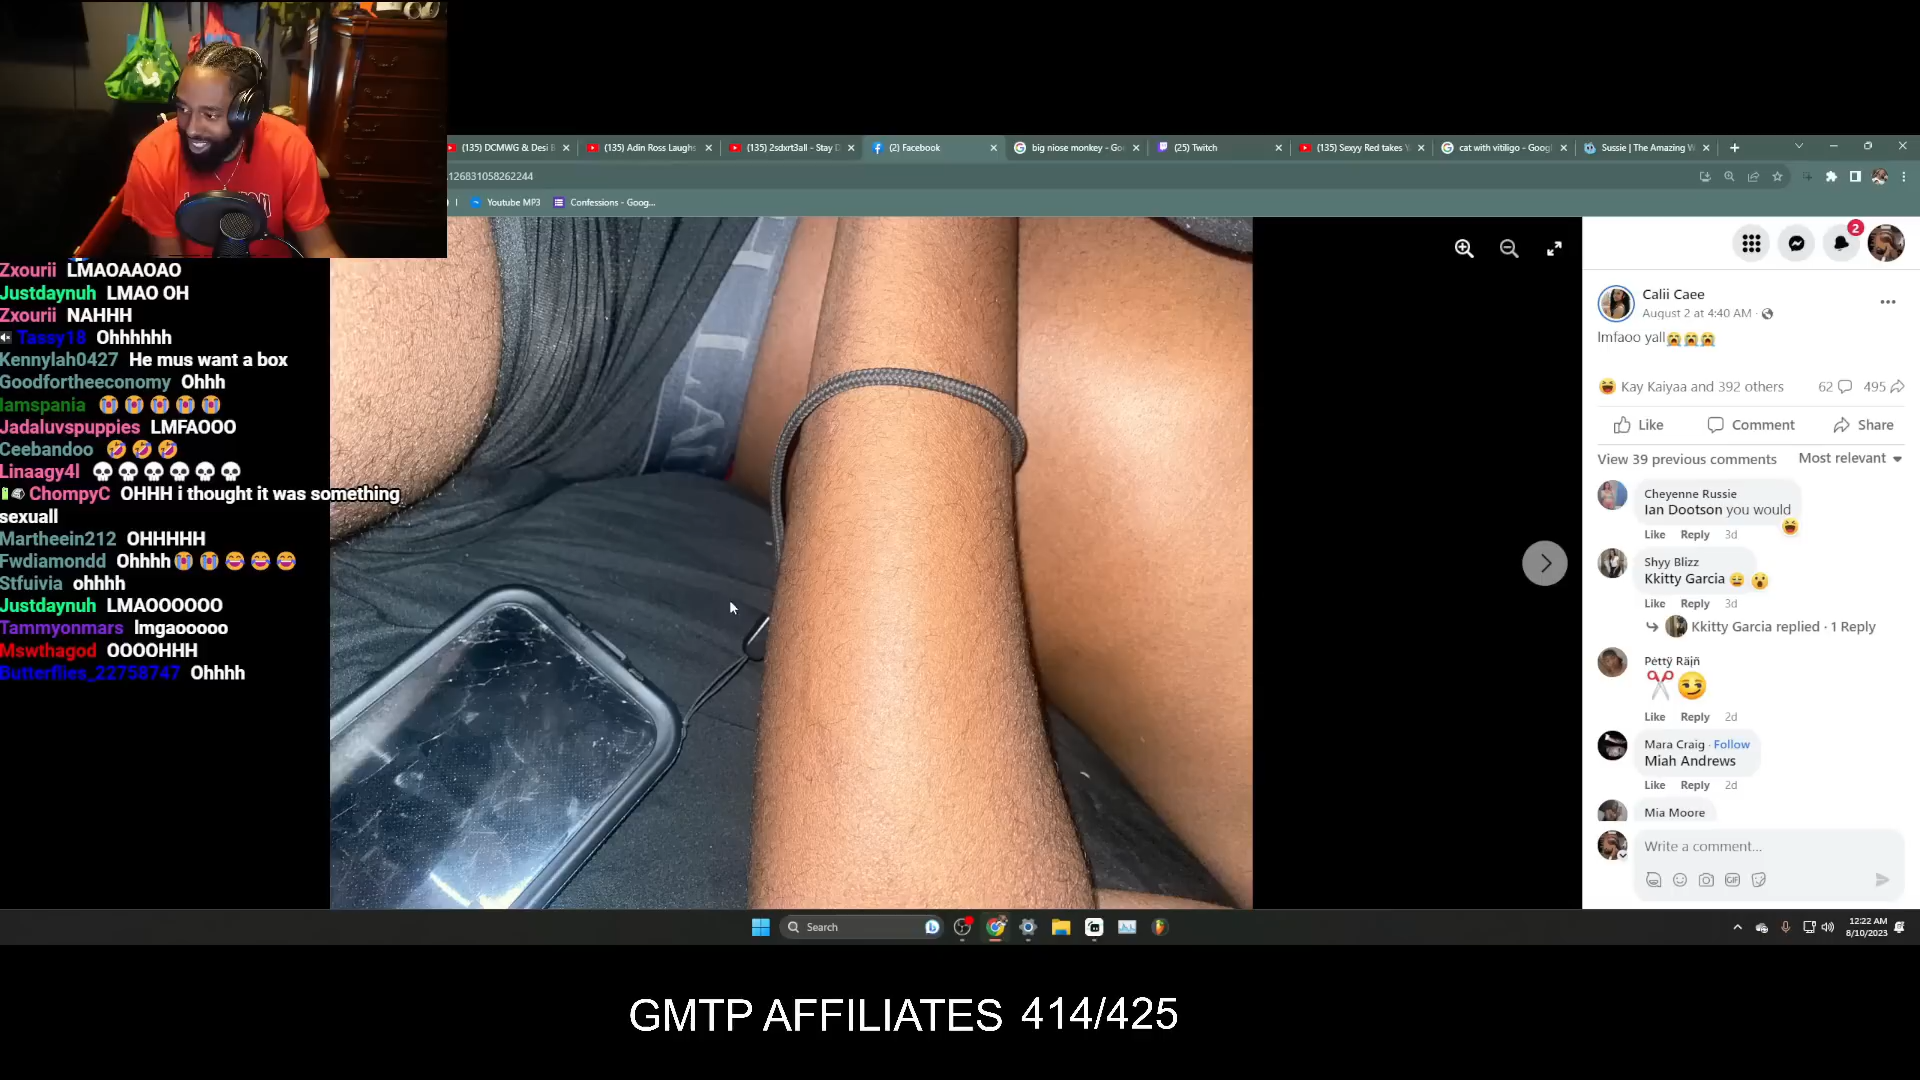 (135) DCMWG & Desi
(135) Adin Ross Laughs
(135) 2sdxrt3all - Stay D
(2) Facebook
big niose monkey - Go
(25) Twitch
(135) Sexyy Red takes
cat with vitiligo - Googl
Sussie | The Amazing W
126831058262244
Youtube MP3
Confessions - Goog...
Zxourii LMAOAAOAO
Justdaynuh LMAO OH
Zxourii NAHHH
Tassy18 Ohhhhhh
Kennylah0427 He mus want a box
Goodfortheeconomy Ohhh
Iamspania 😭😭😭😭😭
Jadaluvspuppies LMFAOOO
Ceebandoo 🤣🤣🤣
Linaagy4l 💀💀💀💀💀💀
ChompyC OHHH i thought it was something
sexuall
Martheein212 OHHHHH
Fwdiamondd Ohhhh😭😭😂😂😂
Stfuivia ohhhh
Justdaynuh LMAOOOOOO
Tammyonmars lmgaooooo
Mswthagod OOOOHHH
Butterflies_22758747 Ohhhh
2
Calii Caee
August 2 at 4:40 AM ·
lmfaoo yall😭😭😭
Kay Kaiyaa and 392 others 62 495
Like Comment Share
View 39 previous comments Most relevant
Cheyenne Russie
Ian Dootson you would
Like Reply 3d
Shyy Blizz
Kkitty Garcia 😑😮
Like Reply 3d
Kkitty Garcia replied · 1 Reply
Pėttÿ Räjñ
✂️😏
Like Reply 2d
Mara Craig · Follow
Miah Andrews
Like Reply 2d
Mia Moore
Write a comment...
Search
12:22 AM
8/10/2023
GMTP AFFILIATES 414/425